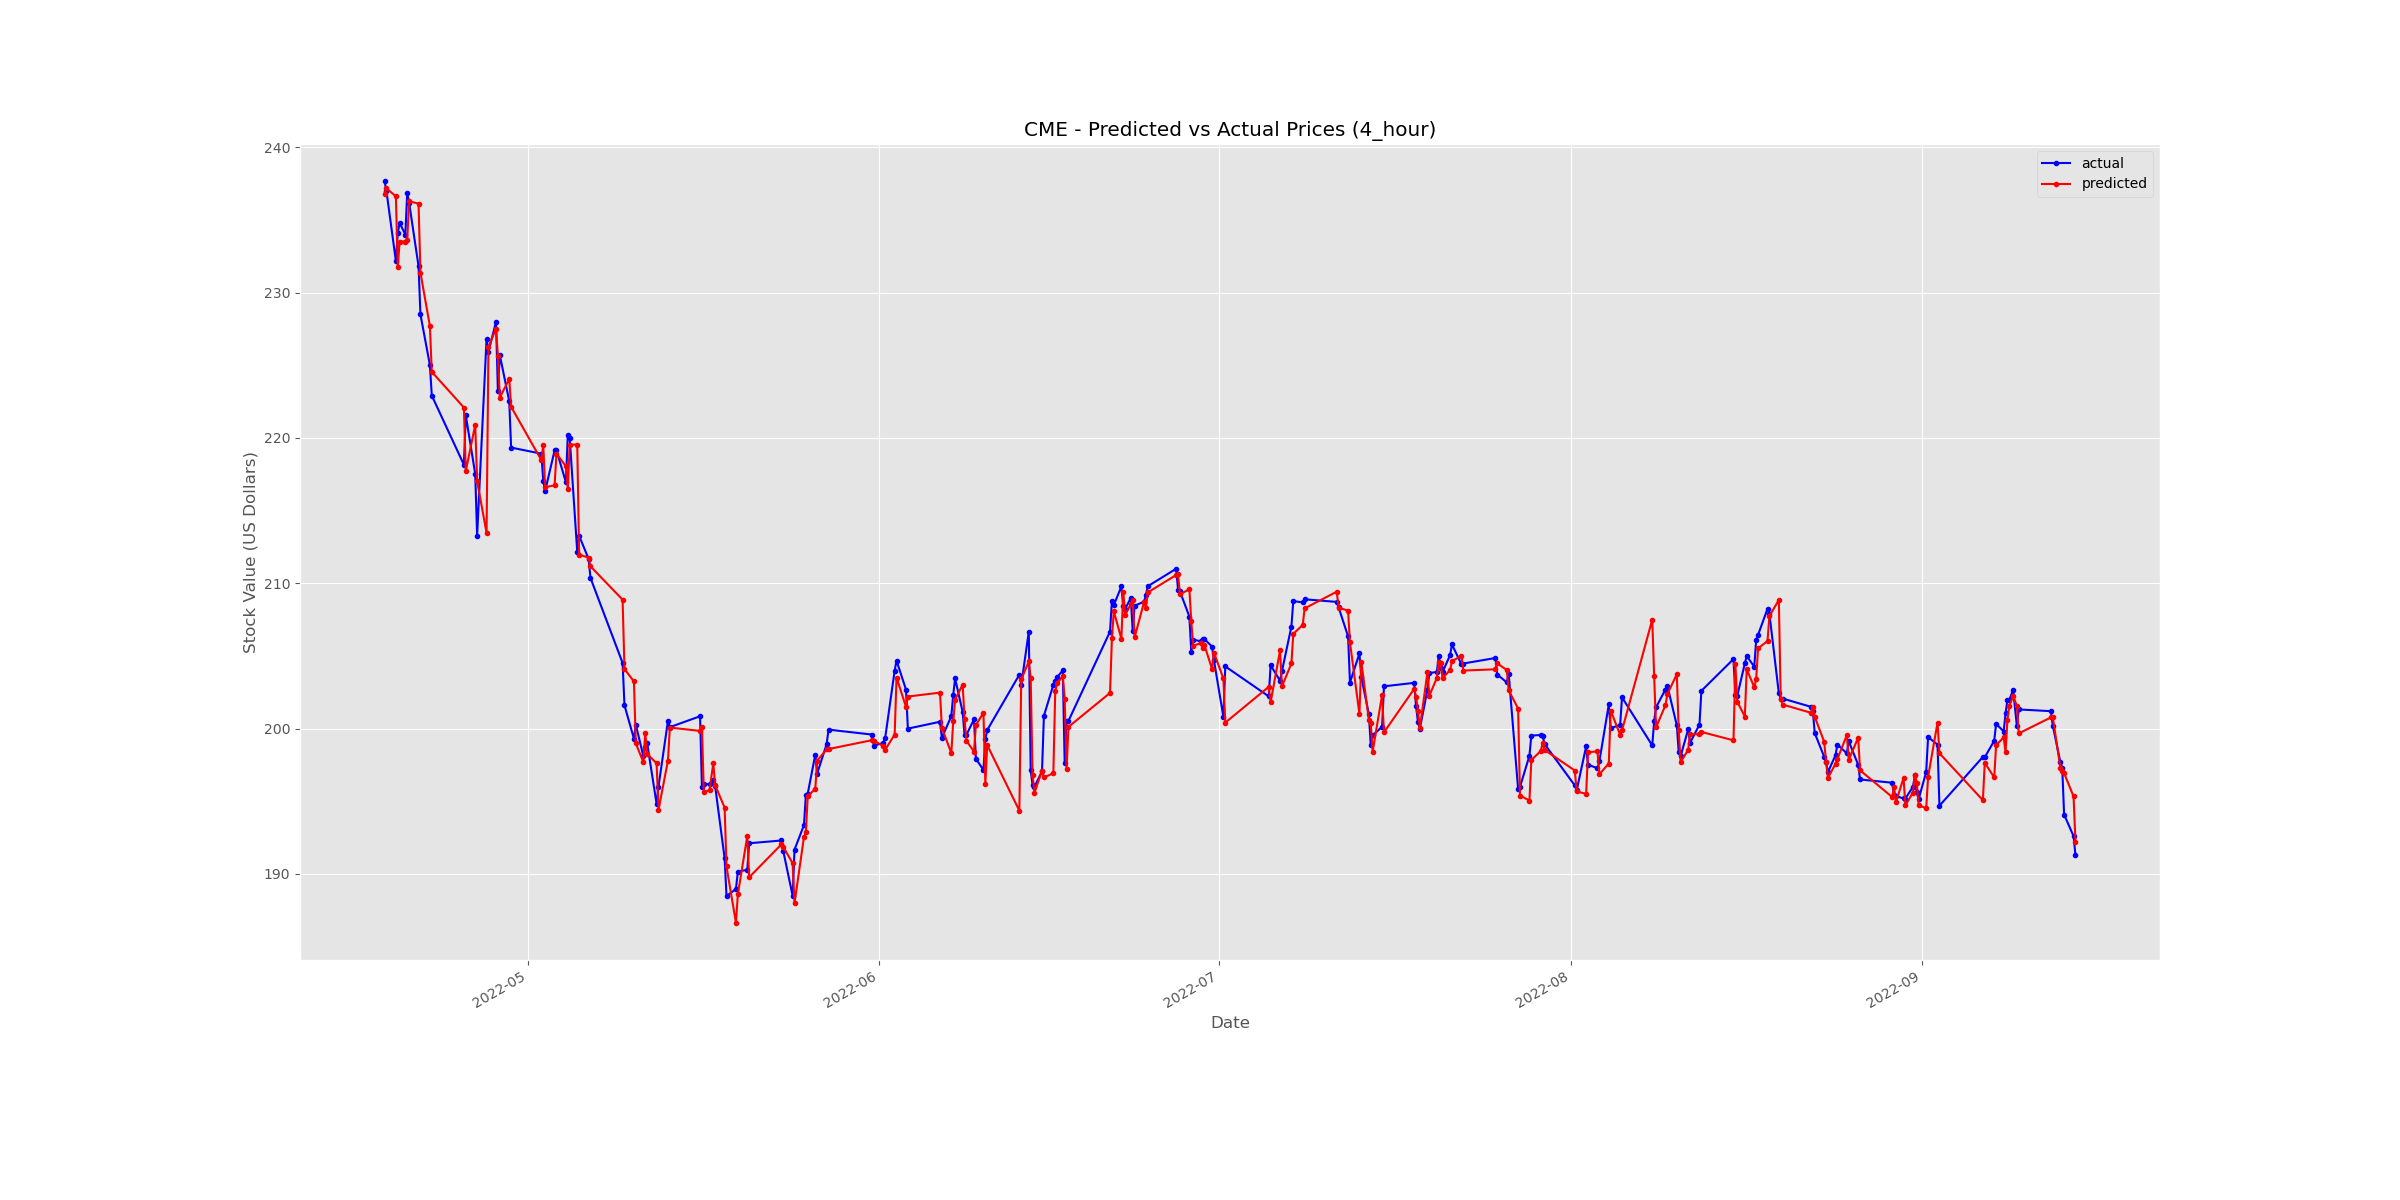 CME - Predicted vs Actual Prices (4_hour)
240
230
220
210
200
190
Stock Value (US Dollars)
actual
predicted
2022-05
2022-06
2022-07
2022-08
2022-09
Date